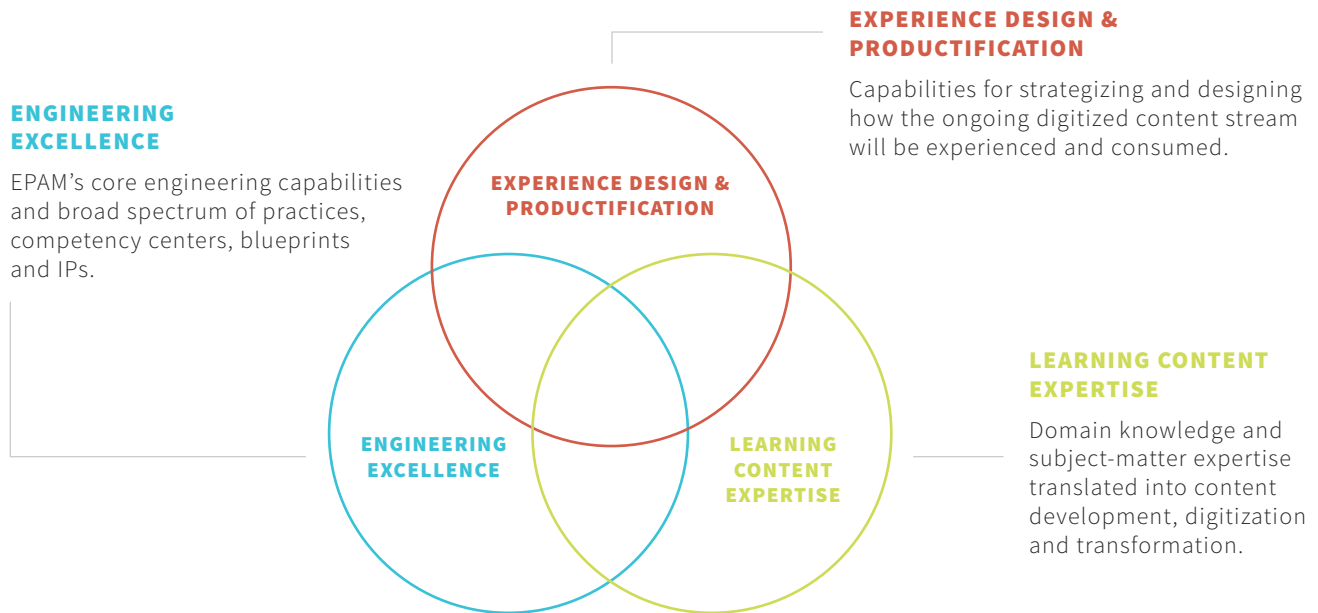 EXPERIENCE DESIGN &
PRODUCTIFICATION
Capabilities for strategizing and designing
how the ongoing digitized content stream
will be experienced and consumed.
ENGINEERING
EXCELLENCE
EPAM’s core engineering capabilities
and broad spectrum of practices,
competency centers, blueprints
and IPs.
EXPERIENCE DESIGN &
PRODUCTIFICATION
ENGINEERING
EXCELLENCE
LEARNING
CONTENT
EXPERTISE
LEARNING CONTENT
EXPERTISE
Domain knowledge and
subject-matter expertise
translated into content
development, digitization
and transformation.